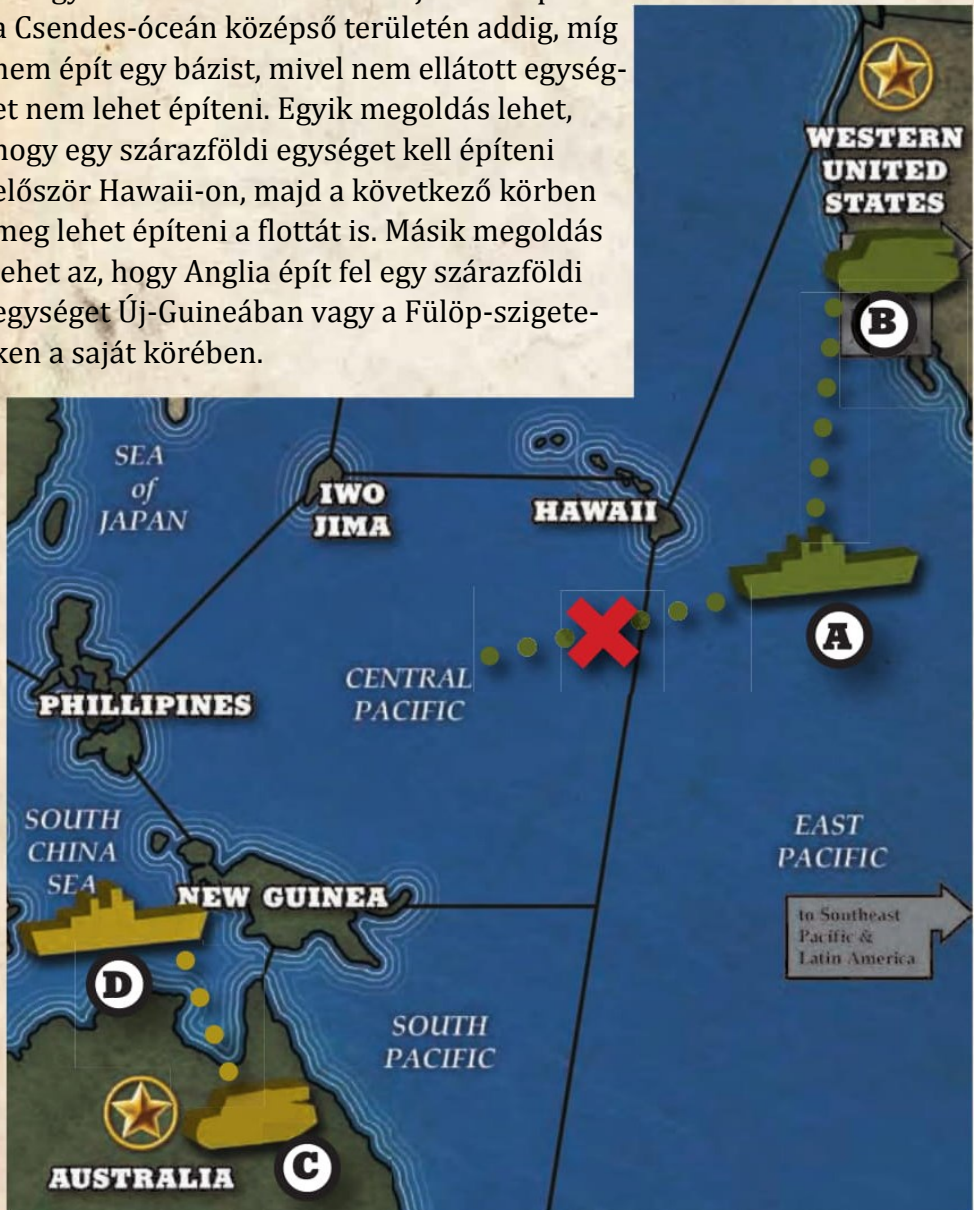 a Csendes-óceán középső területén addig, míg
nem épít egy bázist, mivel nem ellátott egység-
et nem lehet építeni. Egyik megoldás lehet,
hogy egy szárazföldi egységet kell építeni
először Hawaii-on, majd a következő körben
meg lehet építeni a flottát is. Másik megoldás
lehet az, hogy Anglia épít fel egy szárazföldi
egységet Új-Guineában vagy a Fülöp-szigete-
ken a saját körében.
WESTERN
UNITED
STATES
B
SEA
of
JAPAN
IWO
JIMA
HAWAII
A
CENTRAL
PACIFIC
PHILLIPINES
SOUTH
CHINA
SEA
EAST
PACIFIC
NEW GUINEA
to Southeast
Pacific &
Latin America
D
SOUTH
PACIFIC
C
AUSTRALIA